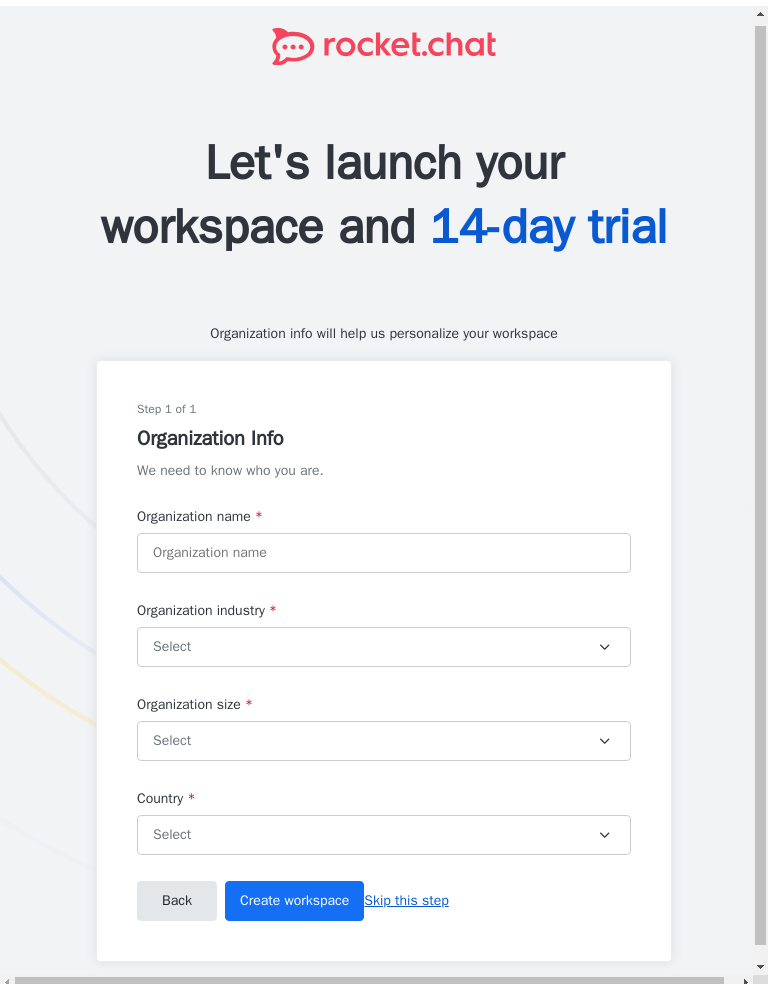 rocket.chat
Let's launch your
workspace and 14-day trial
Organization info will help us personalize your workspace
Step 1 of 1
Organization Info
We need to know who you are.
Organization name *
Organization name
Organization industry *
Select
Organization size *
Select
Country *
Select
Back Create workspace Skip this step